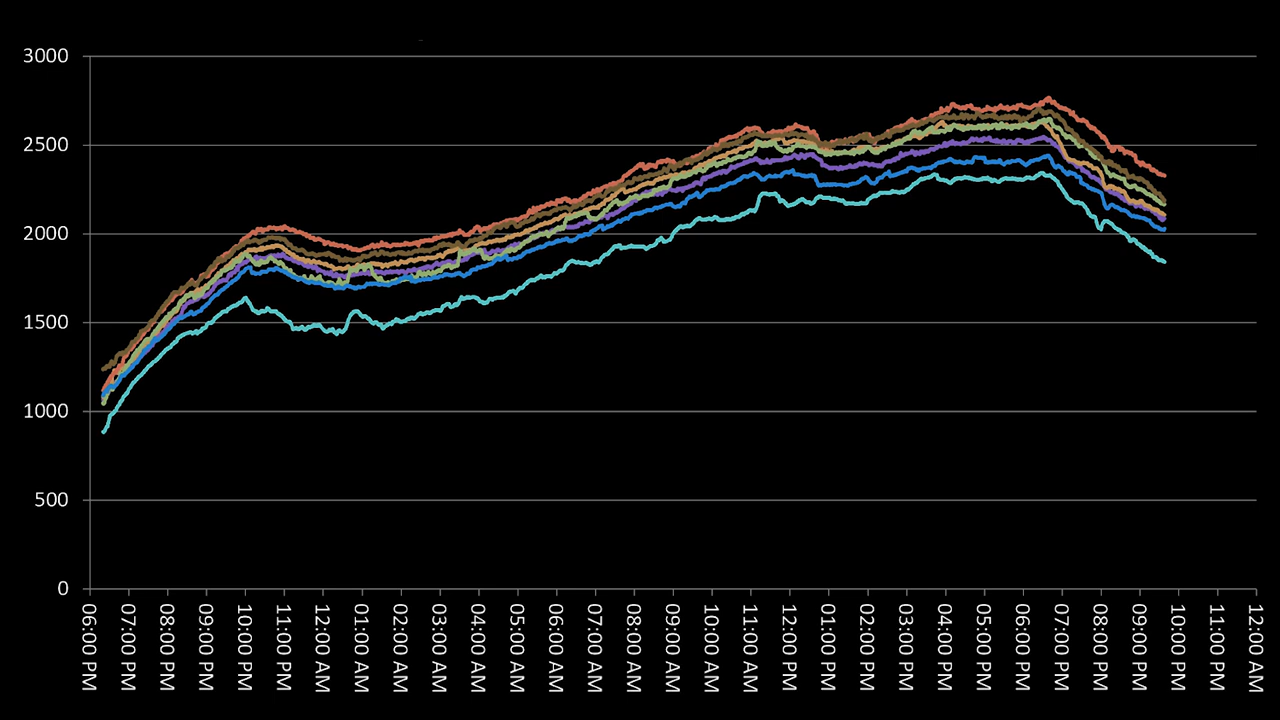 3000
2500
2000
1500
1000
500
0
06:00 PM
07:00 PM
08:00 PM
09:00 PM
10:00 PM
11:00 PM
12:00 AM
01:00 AM
02:00 AM
03:00 AM
04:00 AM
05:00 AM
06:00 AM
07:00 AM
08:00 AM
09:00 AM
10:00 AM
11:00 AM
12:00 PM
01:00 PM
02:00 PM
03:00 PM
04:00 PM
05:00 PM
06:00 PM
07:00 PM
08:00 PM
09:00 PM
10:00 PM
11:00 PM
12:00 AM